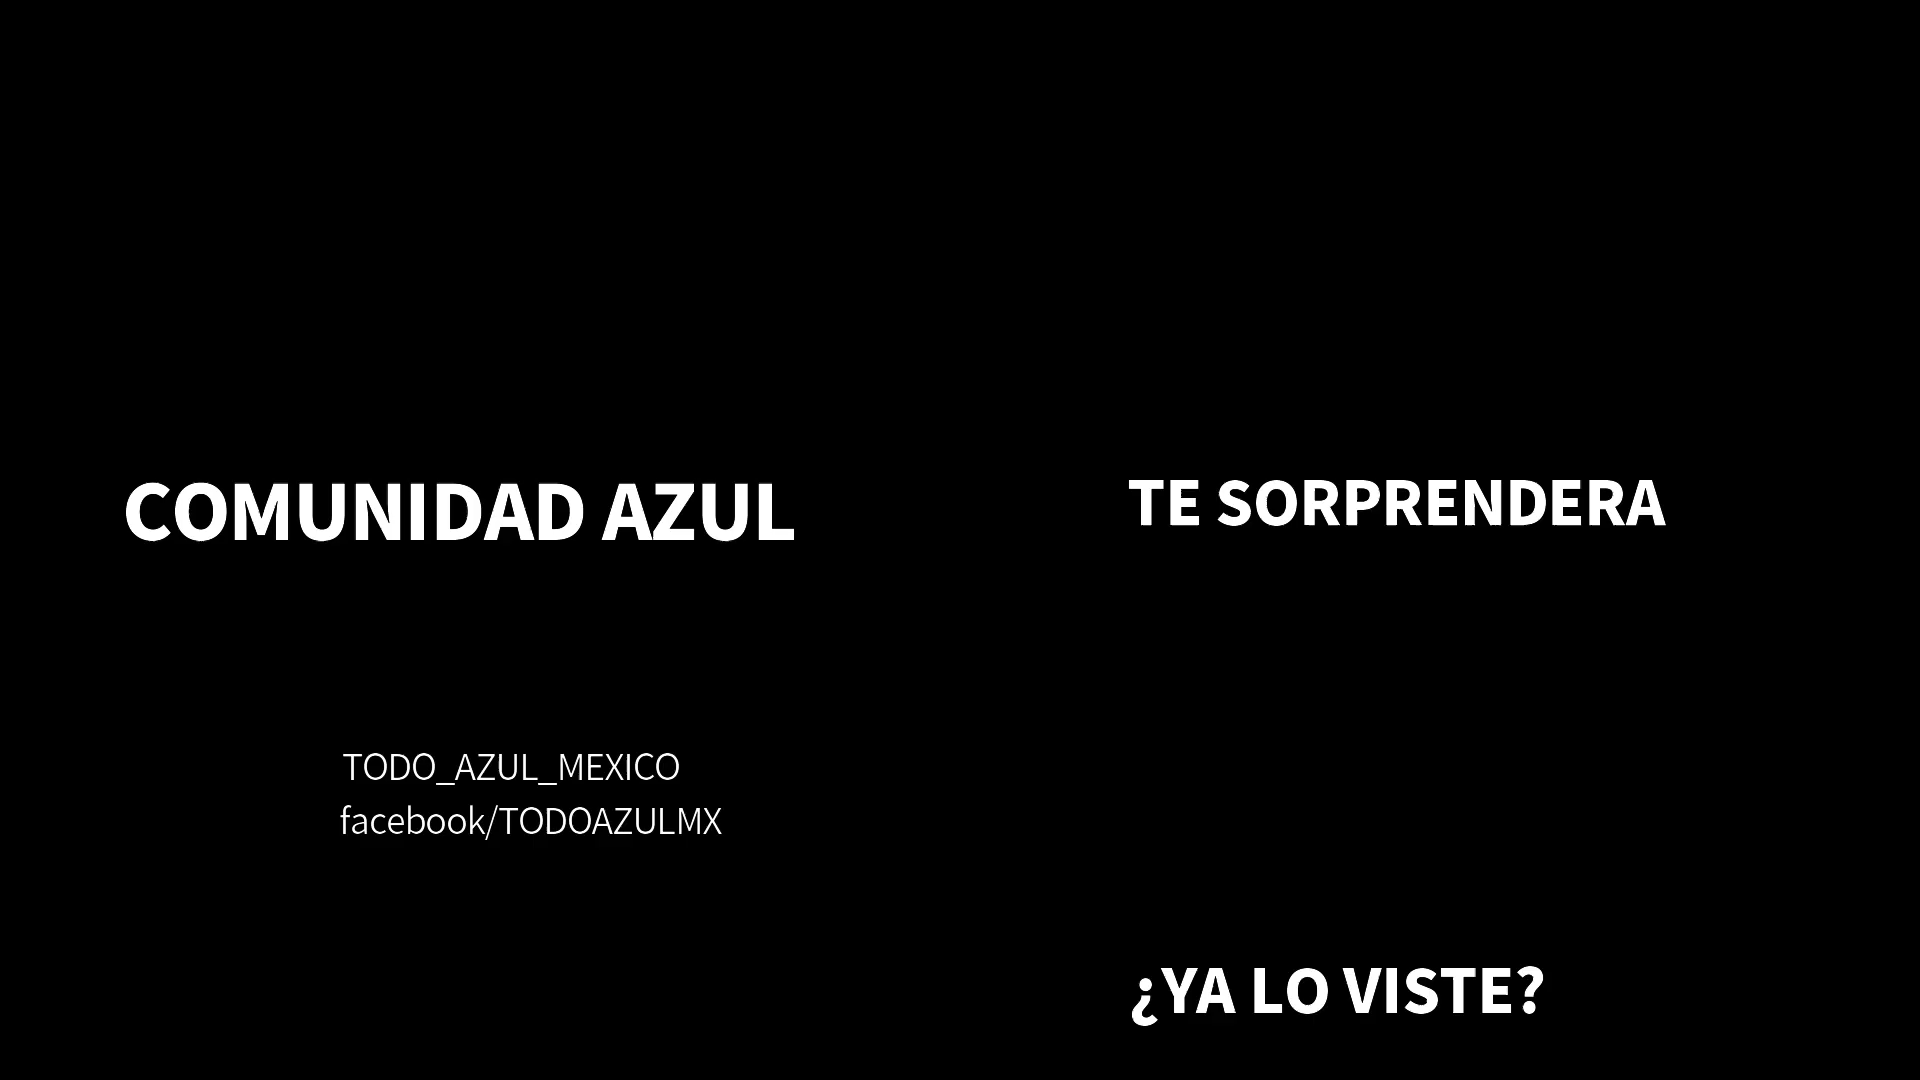 COMUNIDAD AZUL
TODO_AZUL_MEXICO
facebook/TODOAZULMX
TE SORPRENDERA
¿YA LO VISTE?